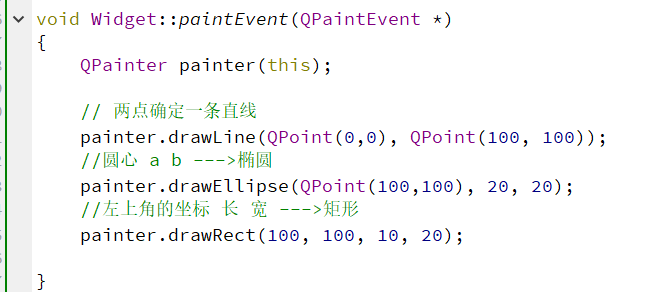 void Widget::paintEvent(QPaintEvent *)
{
QPainter painter(this);
// 两点确定一条直线
painter.drawLine(QPoint(0,0), QPoint(100, 100));
//圆心 a b --->椭圆
painter.drawEllipse(QPoint(100,100), 20, 20);
//左上角的坐标 长 宽 --->矩形
painter.drawRect(100, 100, 10, 20);
}